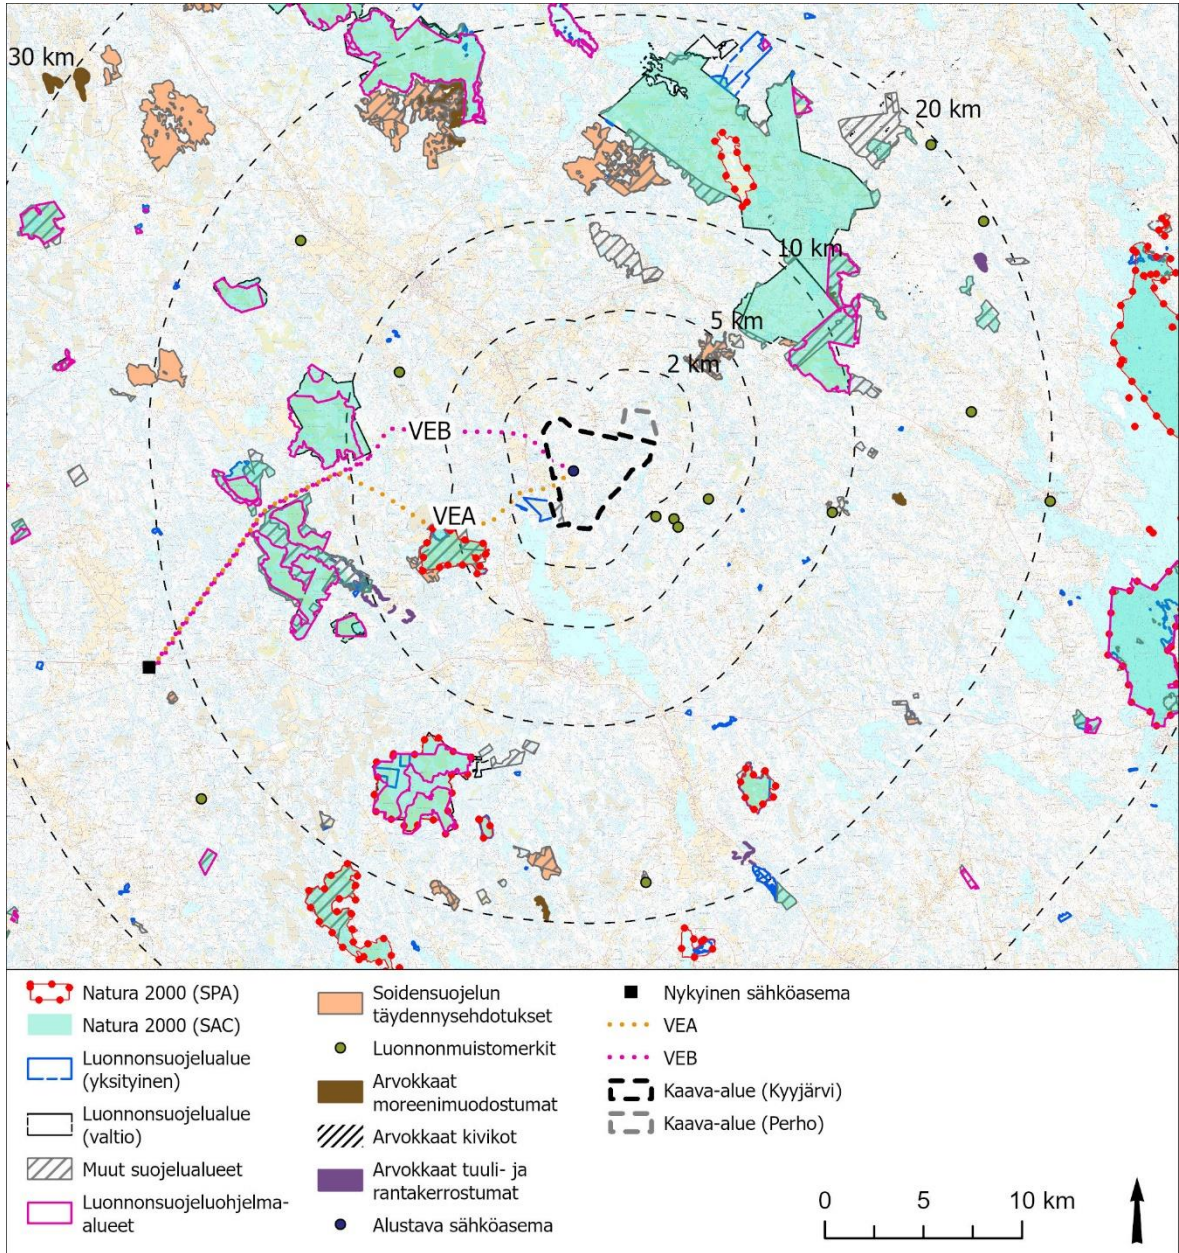 30 km
20 km
10 km
5 km
2 km
VEB
VEA
Natura 2000 (SPA)
Natura 2000 (SAC)
Luonnonsuojelualue
(yksityinen)
Luonnonsuojelualue
(valtio)
Muut suojelualueet
Luonnonsuojeluohjelma-
alueet
Soidensuojelun
täydennysehdotukset
Luonnonmuistomerkit
Arvokkaat
moreenimuodostumat
Arvokkaat kivikot
Arvokkaat tuuli- ja
rantakerrostumat
Alustava sähköasema
Nykyinen sähköasema
VEA
VEB
Kaava-alue (Kyyjärvi)
Kaava-alue (Perho)
0 5 10 km